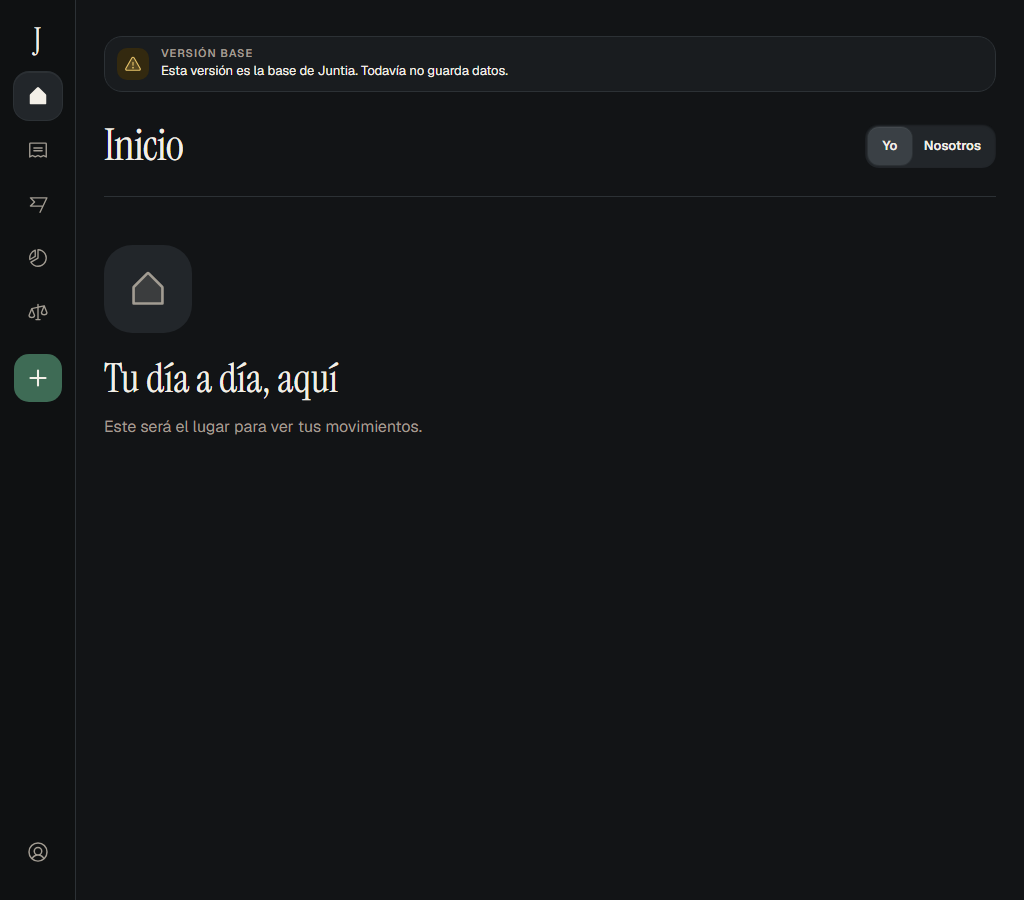 J
VERSIÓN BASE
Esta versión es la base de Juntia. Todavía no guarda datos.
Inicio
Yo
Nosotros
Tu día a día, aquí
Este será el lugar para ver tus movimientos.